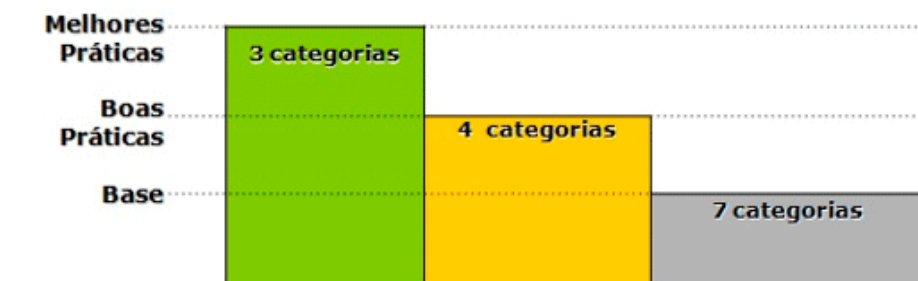 Melhores
Práticas
3 categorias
Boas
Práticas
4 categorias
Base
7 categorias